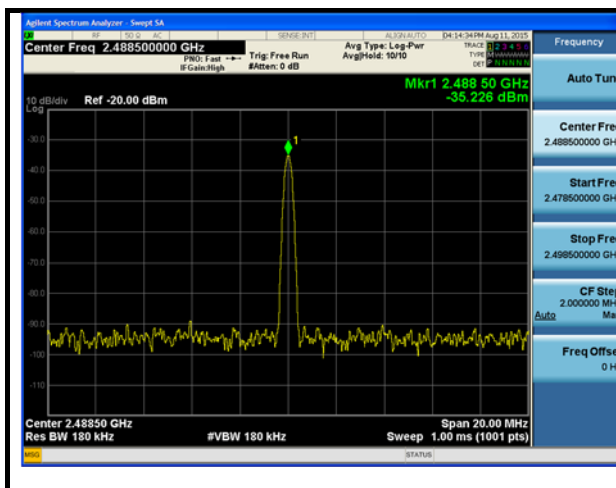 Agilent Spectrum Analyzer - Swept SA
RF 50 Ω AC SENSE:INT ALIGN AUTO 04:14:34 PM Aug 11, 2015
Center Freq 2.488500000 GHz
PNO: Fast
IFGain:High
Trig: Free Run
#Atten: 0 dB
Avg Type: Log-Pwr
Avg|Hold: 10/10
TRACE 1 2 3 4 5 6
TYPE M
DET P N N N N N
Mkr1 2.488 50 GHz
-35.226 dBm
10 dB/div Ref -20.00 dBm
Log
1
-30.0
-40.0
-50.0
-60.0
-70.0
-80.0
-90.0
-100
-110
Center 2.48850 GHz
Span 20.00 MHz
Res BW 180 kHz
#VBW 180 kHz
Sweep 1.00 ms (1001 pts)
MSG
STATUS
Frequency
Auto Tun
Center Fre
2.488500000 GH
Start Fre
2.478500000 GH
Stop Fre
2.498500000 GH
CF Ste
2.000000 MH
Auto Ma
Freq Offse
0 H